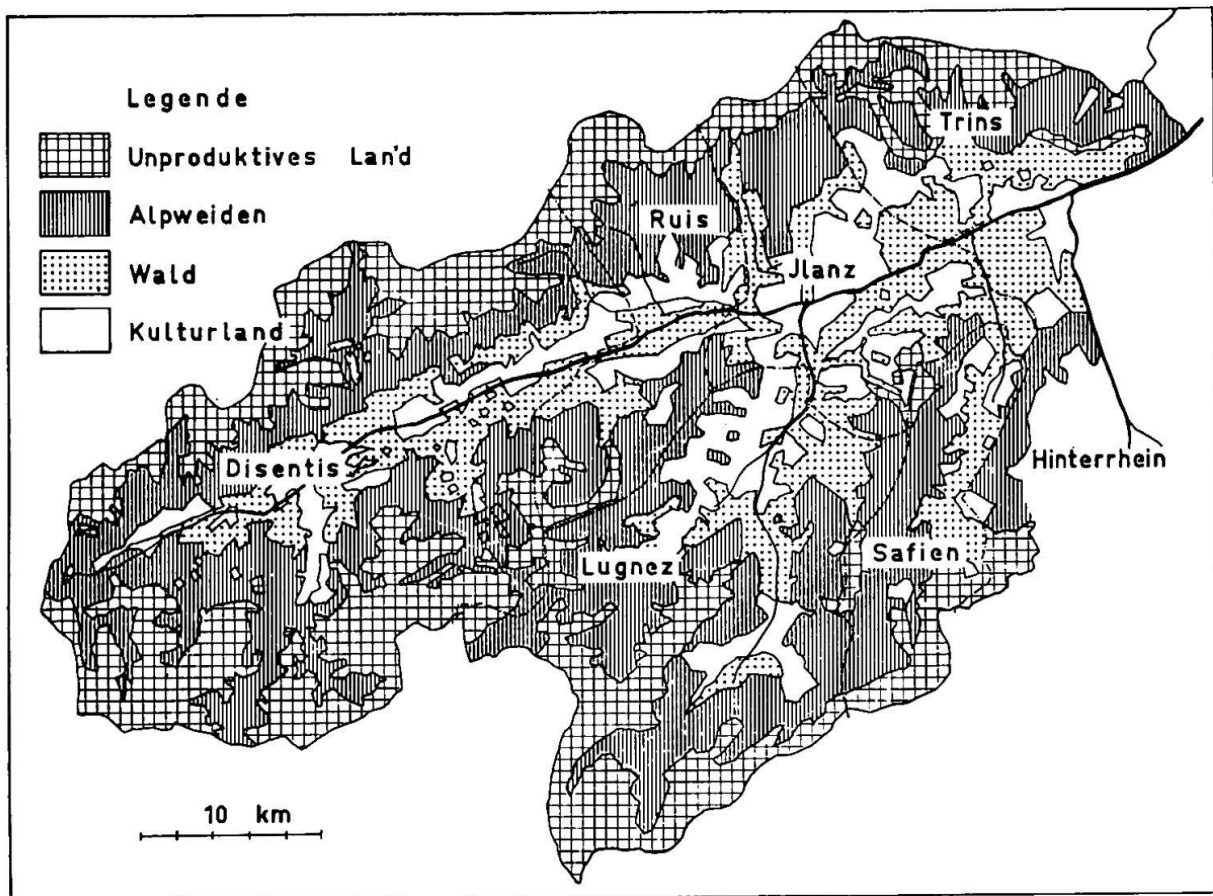 Legende
Unproduktives Lan'd
Alpweiden
Wald
Kulturland
Trins
Ruis
Jlanz
Disentis
Hinterrhein
Lugnez
Safien
10 km